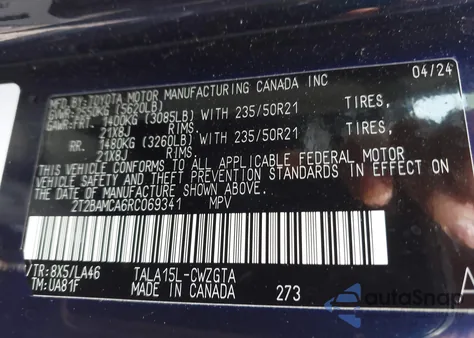 MFD.BY:TOYOTA MOTOR MANUFACTURING CANADA INC 04/24
(5620LB)
GAWR:FRT. 1400KG (3085LB) WITH 235/50R21 TIRES,
21X8J RIMS.
RR. 1480KG (3260LB) WITH 235/50R21 TIRES,
21X8J RIMS.
THIS VEHICLE CONFORMS TO ALL APPLICABLE FEDERAL MOTOR
VEHICLE SAFETY AND THEFT PREVENTION STANDARDS IN EFFECT ON
THE DATE OF MANUFACTURE SHOWN ABOVE.
2T2BAMCA6RC069341 MPV
/TR:8X5/LA46 TALA15L-CWZGTA
TM:UA81F MADE IN CANADA 273
A
autoSnap